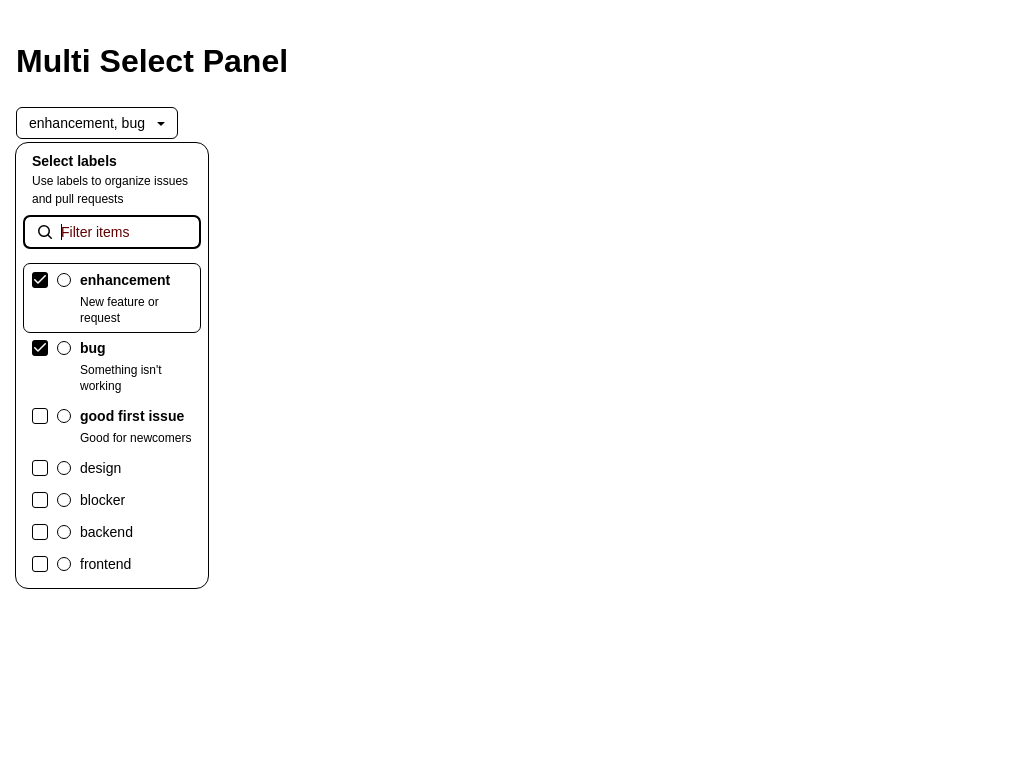 Multi Select Panel
enhancement, bug
Select labels
Use labels to organize issues
and pull requests
Filter items
enhancement
New feature or
request
bug
Something isn't
working
good first issue
Good for newcomers
design
blocker
backend
frontend